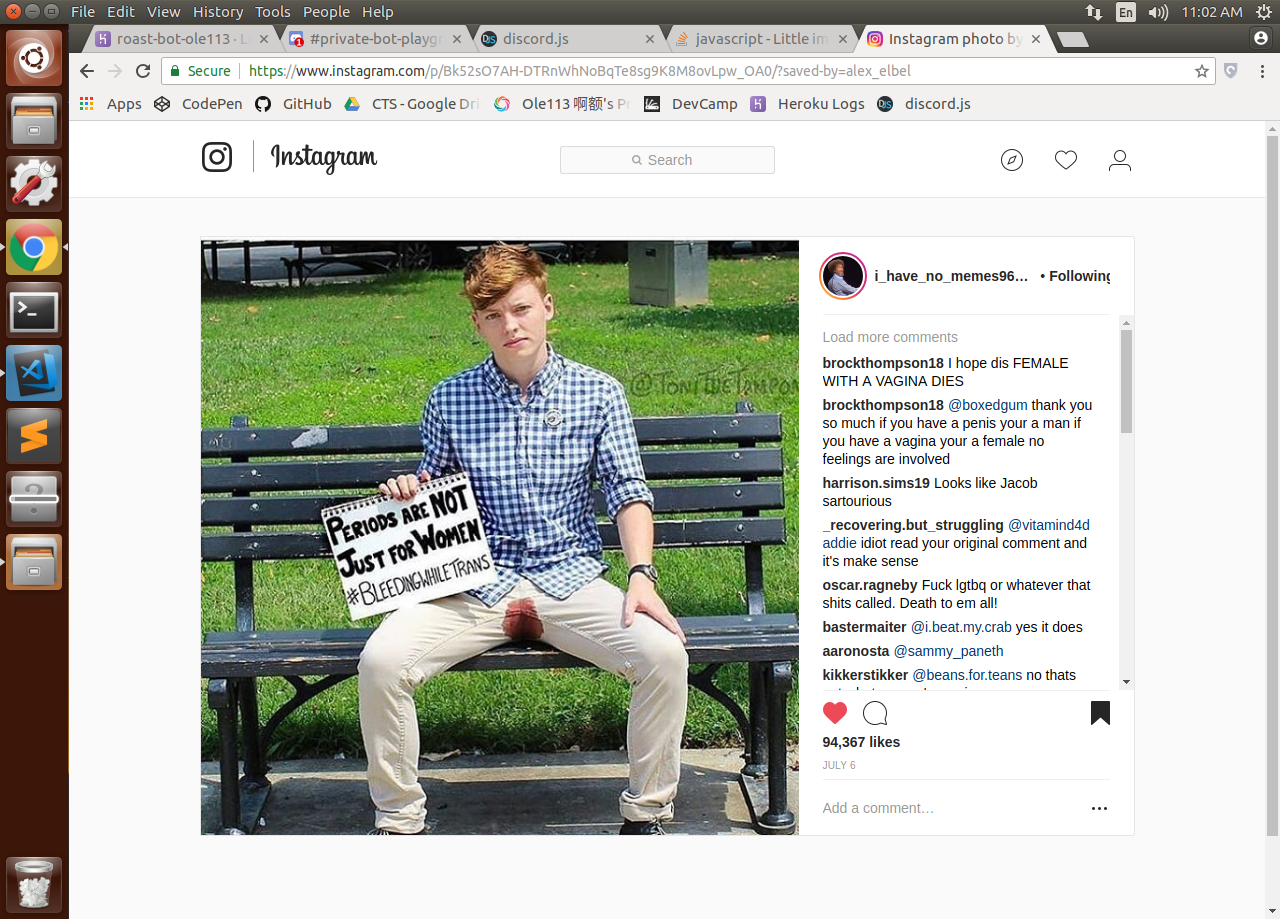 File Edit View History Tools People Help
En
11:02 AM
roast-bot-ole113 · L
#private-bot-playgr
discord.js
javascript - Little im
Instagram photo by
Secure
https://www.instagram.com/p/Bk52sO7AH-DTRnWhNoBqTe8sg9K8M8ovLpw_OA0/?saved-by=alex_elbel
Apps
CodePen
GitHub
CTS - Google Dri
Ole113 啊额's Pr
DevCamp
Heroku Logs
discord.js
Instagram
Search
PERIODS ARE NOT
JUST FOR WOMEN
#BLEEDINGWHILETRANS
@TONITHETAMPON
i_have_no_memes96… • Following
Load more comments
brockthompson18 I hope dis FEMALE
WITH A VAGINA DIES
brockthompson18 @boxedgum thank you
so much if you have a penis your a man if
you have a vagina your a female no
feelings are involved
harrison.sims19 Looks like Jacob
sartourious
_recovering.but_struggling @vitamind4d
addie idiot read your original comment and
it's make sense
oscar.ragneby Fuck lgtbq or whatever that
shits called. Death to em all!
bastermaiter @i.beat.my.crab yes it does
aaronosta @sammy_paneth
kikkerstikker @beans.for.teans no thats
94,367 likes
JULY 6
Add a comment…